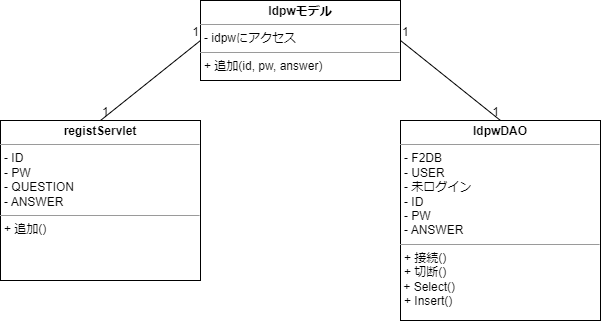 Idpwモデル
- idpwにアクセス
+ 追加(id, pw, answer)
1
1
1
1
registServlet
- ID
- PW
- QUESTION
- ANSWER
+ 追加()
IdpwDAO
- F2DB
- USER
- 未ログイン
- ID
- PW
- ANSWER
+ 接続()
+ 切断()
+ Select()
+ Insert()